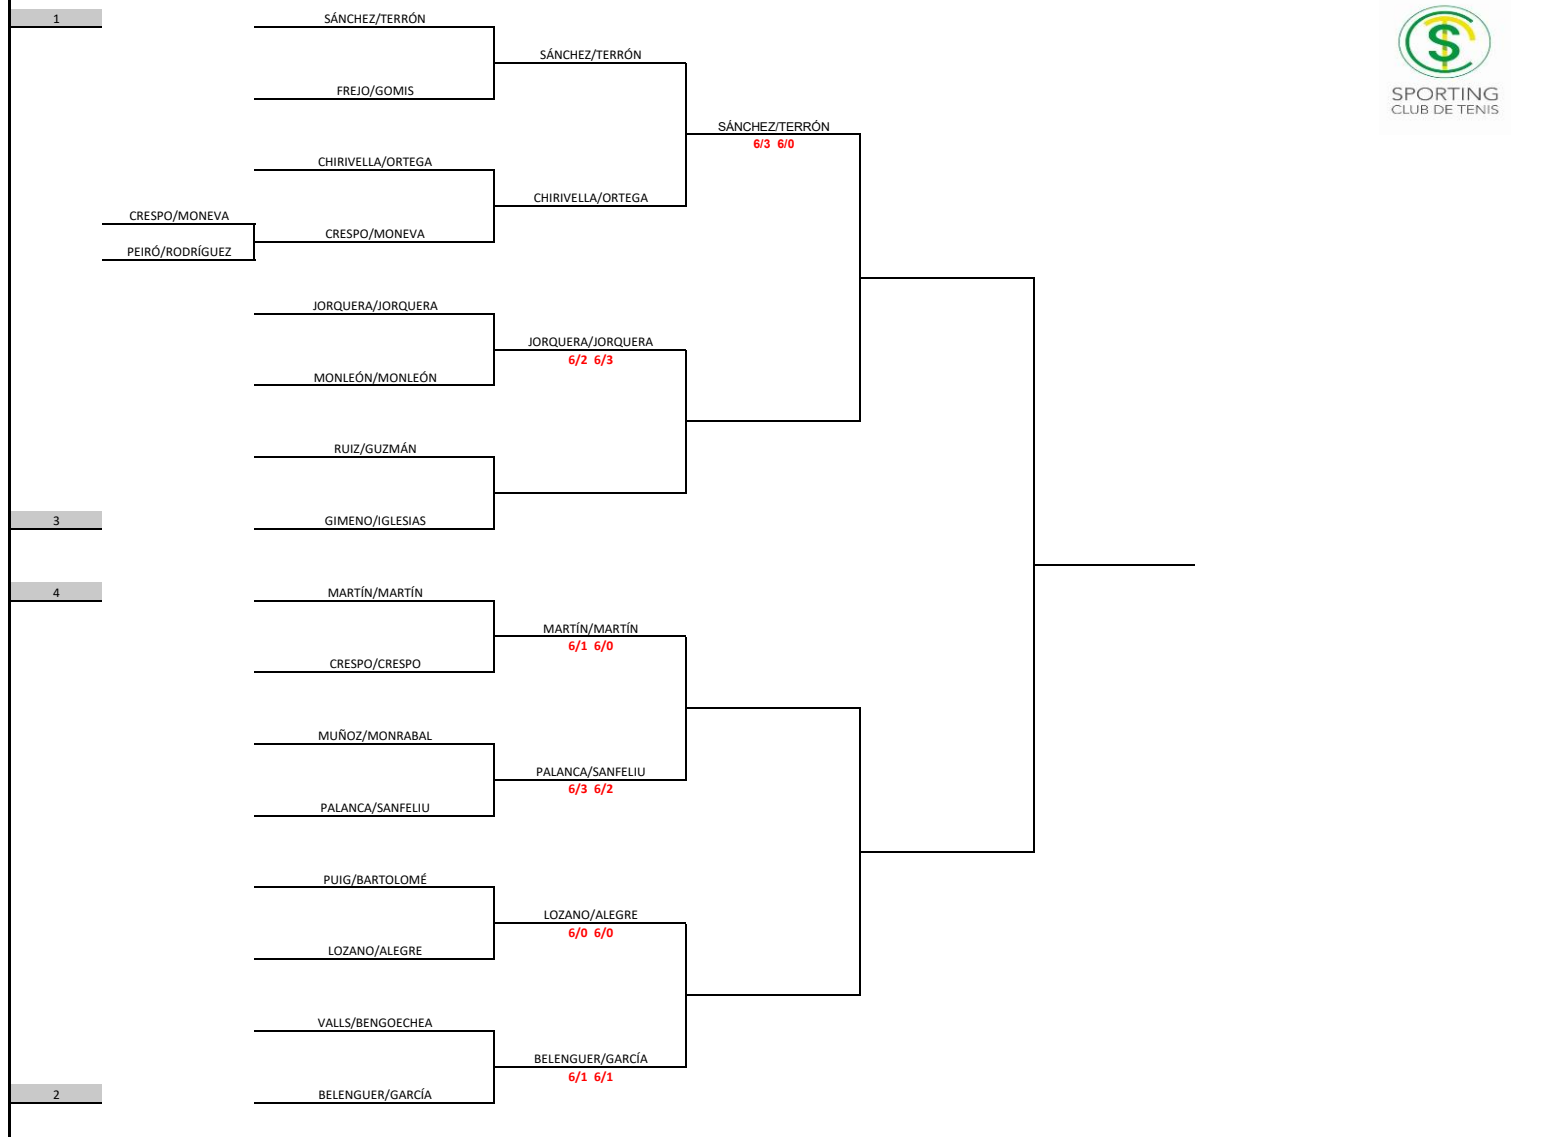 1
SÁNCHEZ/TERRÓN
SÁNCHEZ/TERRÓN
FREJO/GOMIS
SPORTING
CLUB DE TENIS
SÁNCHEZ/TERRÓN
6/3 6/0
CHIRIVELLA/ORTEGA
CHIRIVELLA/ORTEGA
CRESPO/MONEVA
CRESPO/MONEVA
PEIRÓ/RODRÍGUEZ
JORQUERA/JORQUERA
JORQUERA/JORQUERA
6/2 6/3
MONLEÓN/MONLEÓN
RUIZ/GUZMÁN
3
GIMENO/IGLESIAS
4
MARTÍN/MARTÍN
MARTÍN/MARTÍN
6/1 6/0
CRESPO/CRESPO
MUÑOZ/MONRABAL
PALANCA/SANFELIU
6/3 6/2
PALANCA/SANFELIU
PUIG/BARTOLOMÉ
LOZANO/ALEGRE
6/0 6/0
LOZANO/ALEGRE
VALLS/BENGOECHEA
BELENGUER/GARCÍA
6/1 6/1
2
BELENGUER/GARCÍA